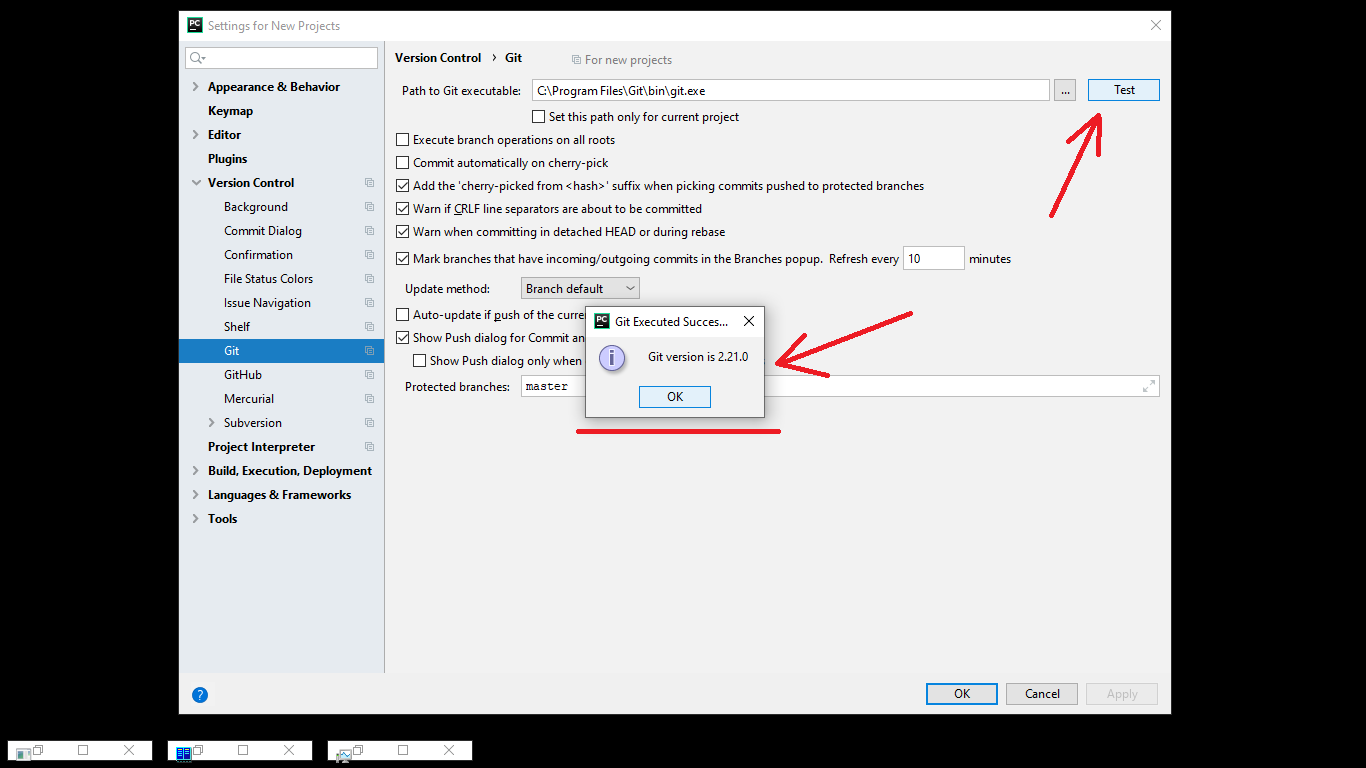 PC Settings for New Projects
Appearance & Behavior
Keymap
Editor
Plugins
Version Control
Background
Commit Dialog
Confirmation
File Status Colors
Issue Navigation
Shelf
Git
GitHub
Mercurial
Subversion
Project Interpreter
Build, Execution, Deployment
Languages & Frameworks
Tools
Version Control › Git For new projects
Path to Git executable: C:\Program Files\Git\bin\git.exe ... Test
Set this path only for current project
Execute branch operations on all roots
Commit automatically on cherry-pick
Add the 'cherry-picked from <hash>' suffix when picking commits pushed to protected branches
Warn if CRLF line separators are about to be committed
Warn when committing in detached HEAD or during rebase
Mark branches that have incoming/outgoing commits in the Branches popup. Refresh every 10 minutes
Update method: Branch default
Auto-update if push of the curre
Show Push dialog for Commit an
Show Push dialog only when
Protected branches: master
PC Git Executed Succes...
i Git version is 2.21.0
OK
? OK Cancel Apply